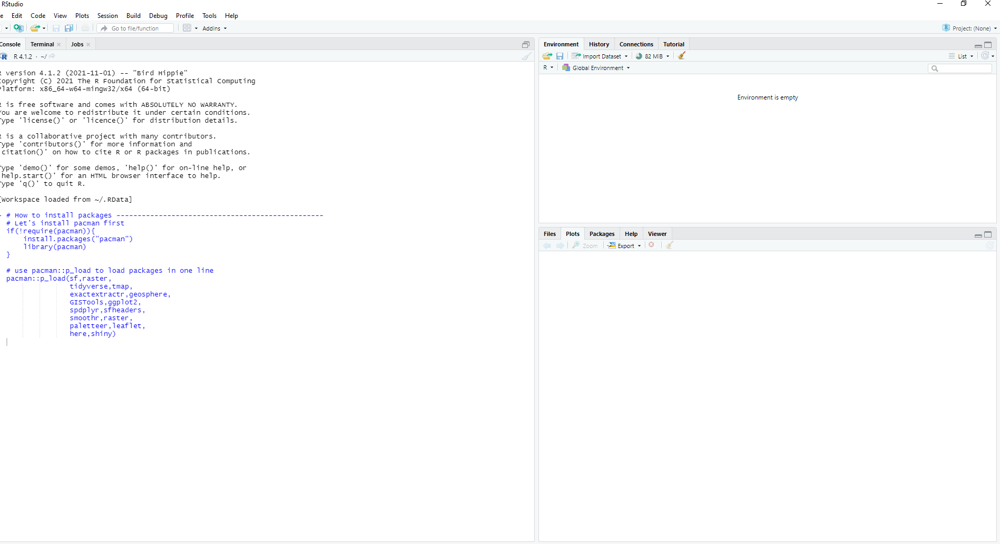 RStudio
Edit Code View Plots Session Build Debug Profile Tools Help
Go to file/function Addins Project: (None)
Console Terminal Jobs
R 4.1.2 · ~/
R version 4.1.2 (2021-11-01) -- "Bird Hippie"
Copyright (C) 2021 The R Foundation for Statistical Computing
Platform: x86_64-w64-mingw32/x64 (64-bit)
R is free software and comes with ABSOLUTELY NO WARRANTY.
You are welcome to redistribute it under certain conditions.
Type 'license()' or 'licence()' for distribution details.
R is a collaborative project with many contributors.
Type 'contributors()' for more information and
citation()' on how to cite R or R packages in publications.
Type 'demo()' for some demos, 'help()' for on-line help, or
help.start()' for an HTML browser interface to help.
Type 'q()' to quit R.
[Workspace loaded from ~/.RData]
> # How to install packages -------------------------------------------------
# Let's install pacman first
if(!require(pacman)){
install.packages("pacman")
library(pacman)
}
# use pacman::p_load to load packages in one line
pacman::p_load(sf,raster,
tidyverse,tmap,
exactextractr,geosphere,
GISTools,ggplot2,
spdplyr,sfheaders,
smoothr,raster,
paletteer,leaflet,
here,shiny)
Environment History Connections Tutorial
Import Dataset 82 MiB List
R Global Environment
Environment is empty
Files Plots Packages Help Viewer
Zoom Export